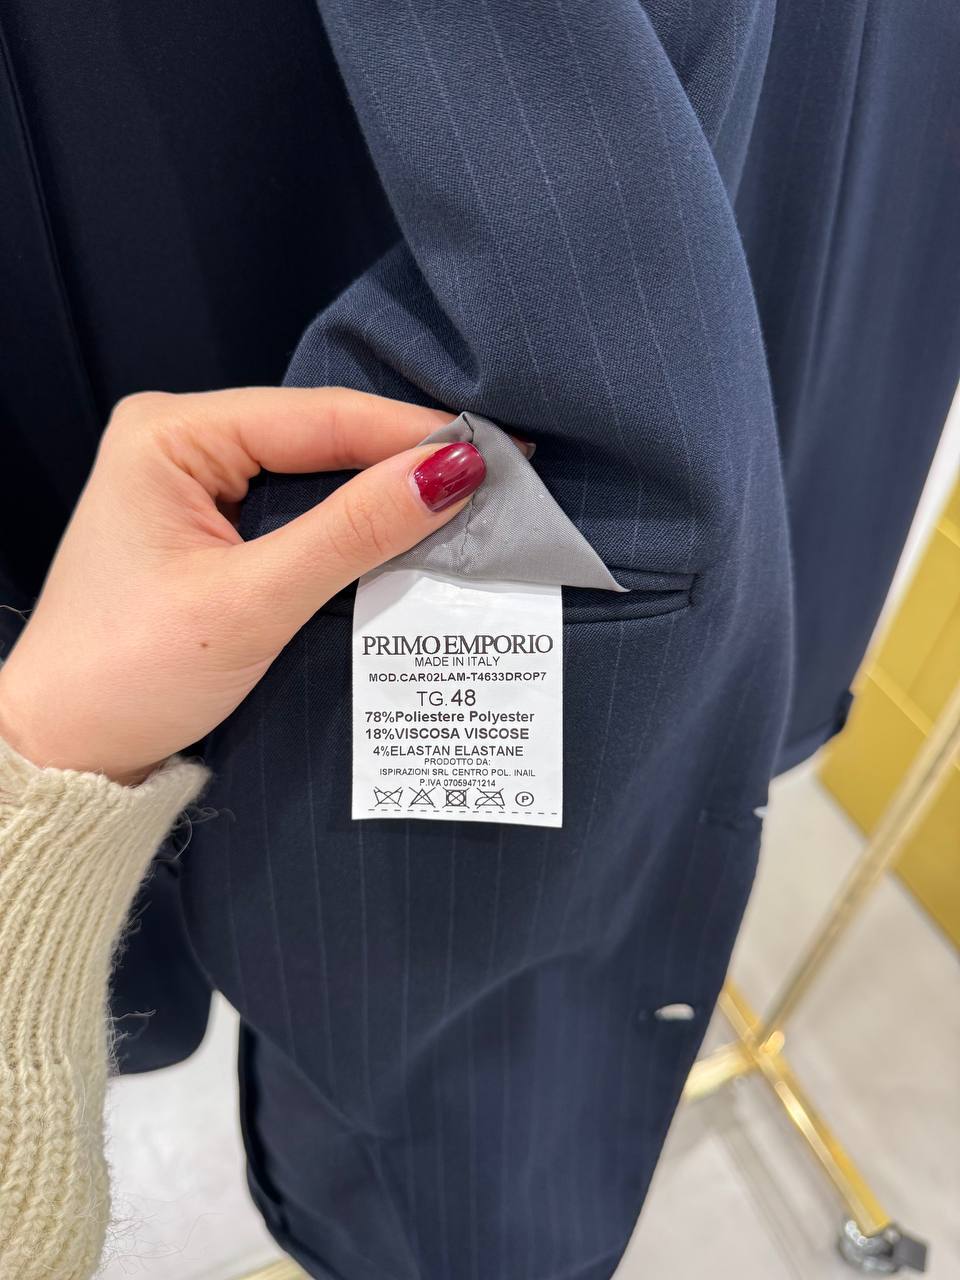 PRIMO EMPORIO
MADE IN ITALY
MOD.CAR02LAM-T4633DROP7
TG. 48
78%Poliestere Polyester
18%VISCOSA VISCOSE
4%ELASTAN ELASTANE
PRODOTTO DA:
ISPIRAZIONI SRL CENTRO POL. INAIL
P.IVA 07059471214
P